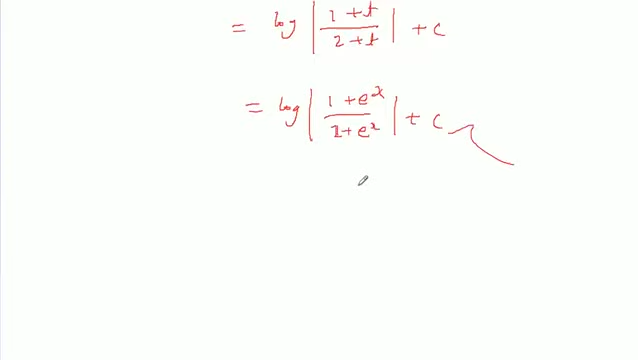 = log |(1+t)/(2+t)| + c
= log |(1+e^x)/(2+e^x)| + c